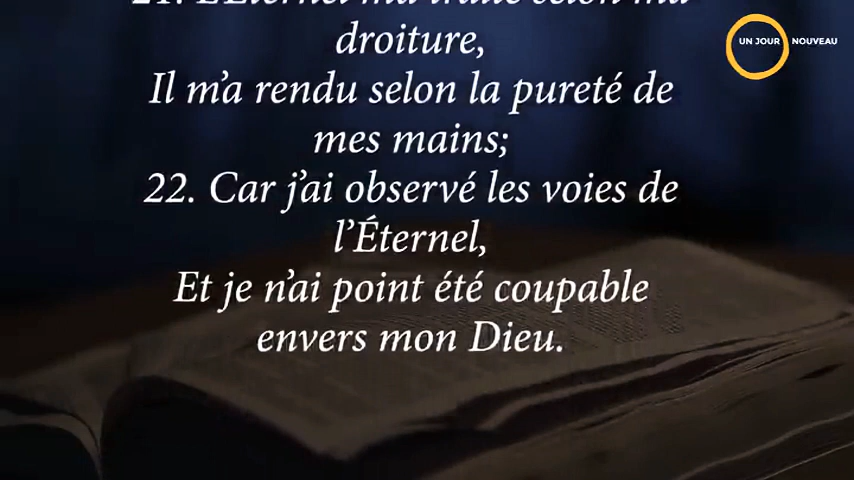 droiture,
Il m'a rendu selon la pureté de
mes mains;
22. Car j'ai observé les voies de
l'Éternel,
Et je n'ai point été coupable
envers mon Dieu.
UN JOUR NOUVEAU